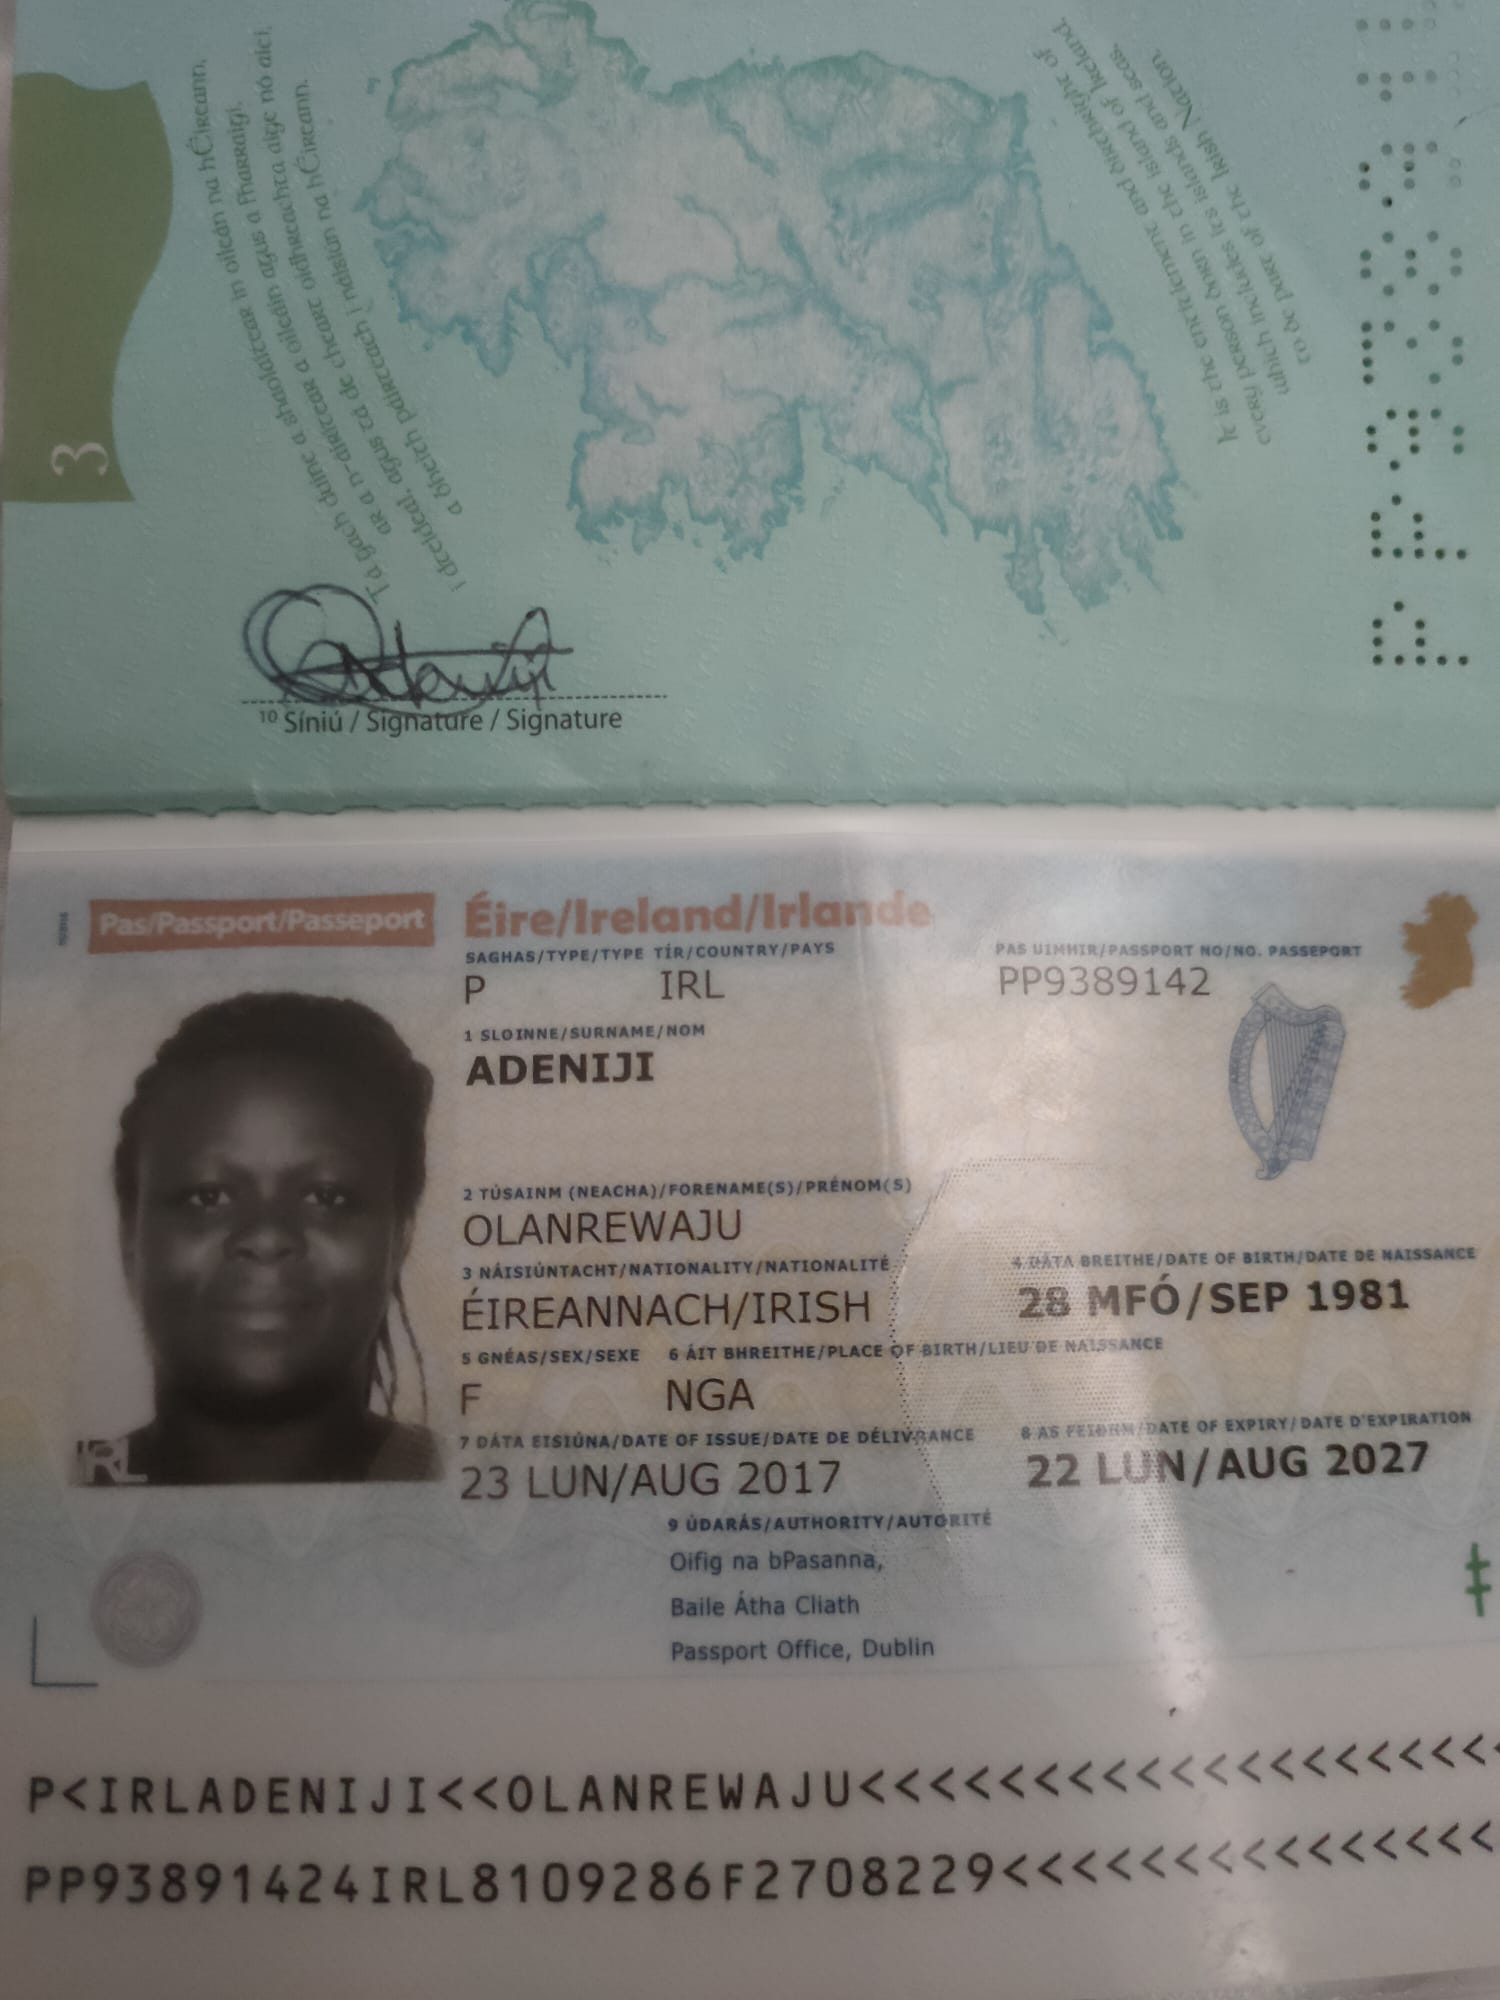 3
Tá gach duine a shaolaítear in oileán na hÉireann,
ar a n-áirítear a oileáin agus a fharraigí,
i dteideal, agus tá de cheart oidhreachta aige nó aici,
a bheith páirteach i náisiún na hÉireann.
It is the entitlement and birthright of
every person born in the island of Ireland,
which includes its islands and seas,
to be part of the Irish Nation.
10 Síniú / Signature / Signature
Pas/Passport/Passeport
Éire/Ireland/Irlande
SAGHAS/TYPE/TYPE TÍR/COUNTRY/PAYS PAS UIMHIR/PASSPORT NO/NO. PASSEPORT
P IRL PP9389142
1 SLOINNE/SURNAME/NOM
ADENIJI
2 TÚSAINM (NEACHA)/FORENAME(S)/PRÉNOM(S)
OLANREWAJU
3 NÁISIÚNTACHT/NATIONALITY/NATIONALITÉ 4 DÁTA BREITHE/DATE OF BIRTH/DATE DE NAISSANCE
ÉIREANNACH/IRISH 28 MFÓ/SEP 1981
5 GNÉAS/SEX/SEXE 6 ÁIT BHREITHE/PLACE OF BIRTH/LIEU DE NAISSANCE
F NGA
7 DÁTA EISIÚNA/DATE OF ISSUE/DATE DE DÉLIVRANCE 8 AS FEIDHM/DATE OF EXPIRY/DATE D'EXPIRATION
23 LUN/AUG 2017 22 LUN/AUG 2027
9 ÚDARÁS/AUTHORITY/AUTORITÉ
Oifig na bPasanna,
Baile Átha Cliath
Passport Office, Dublin
IRL
P<IRLADENIJI<<OLANREWAJU<<<<<<<<<<<<<<<<<<<
PP93891424IRL8109286F2708229<<<<<<<<<<<<<<